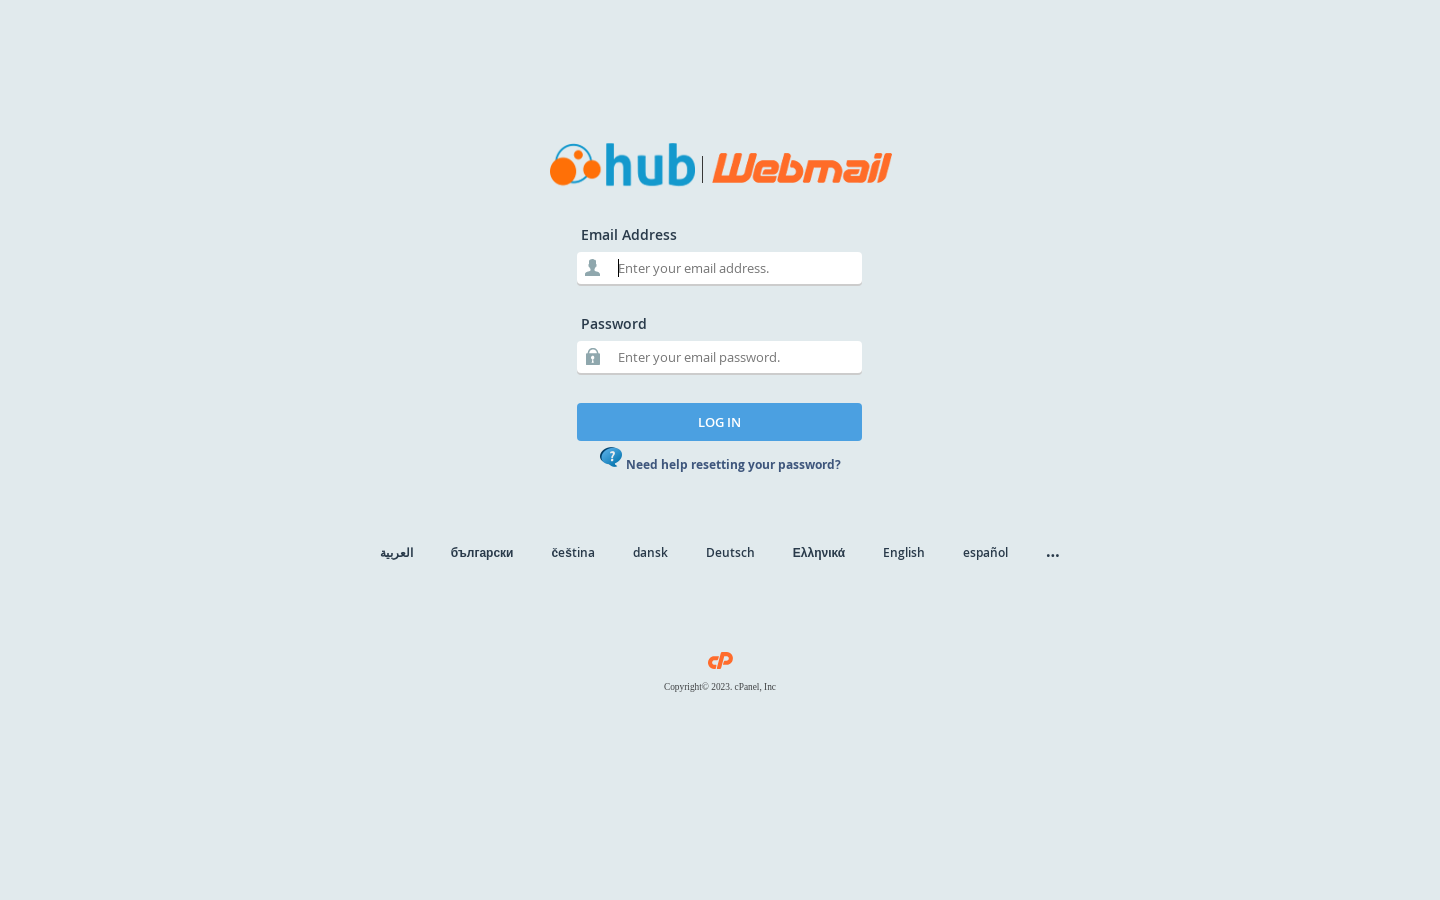 hub | Webmail
Email Address
Enter your email address.
Password
Enter your email password.
LOG IN
Need help resetting your password?
العربية български čeština dansk Deutsch Ελληνικά English español ...
cP
Copyright© 2023. cPanel, Inc